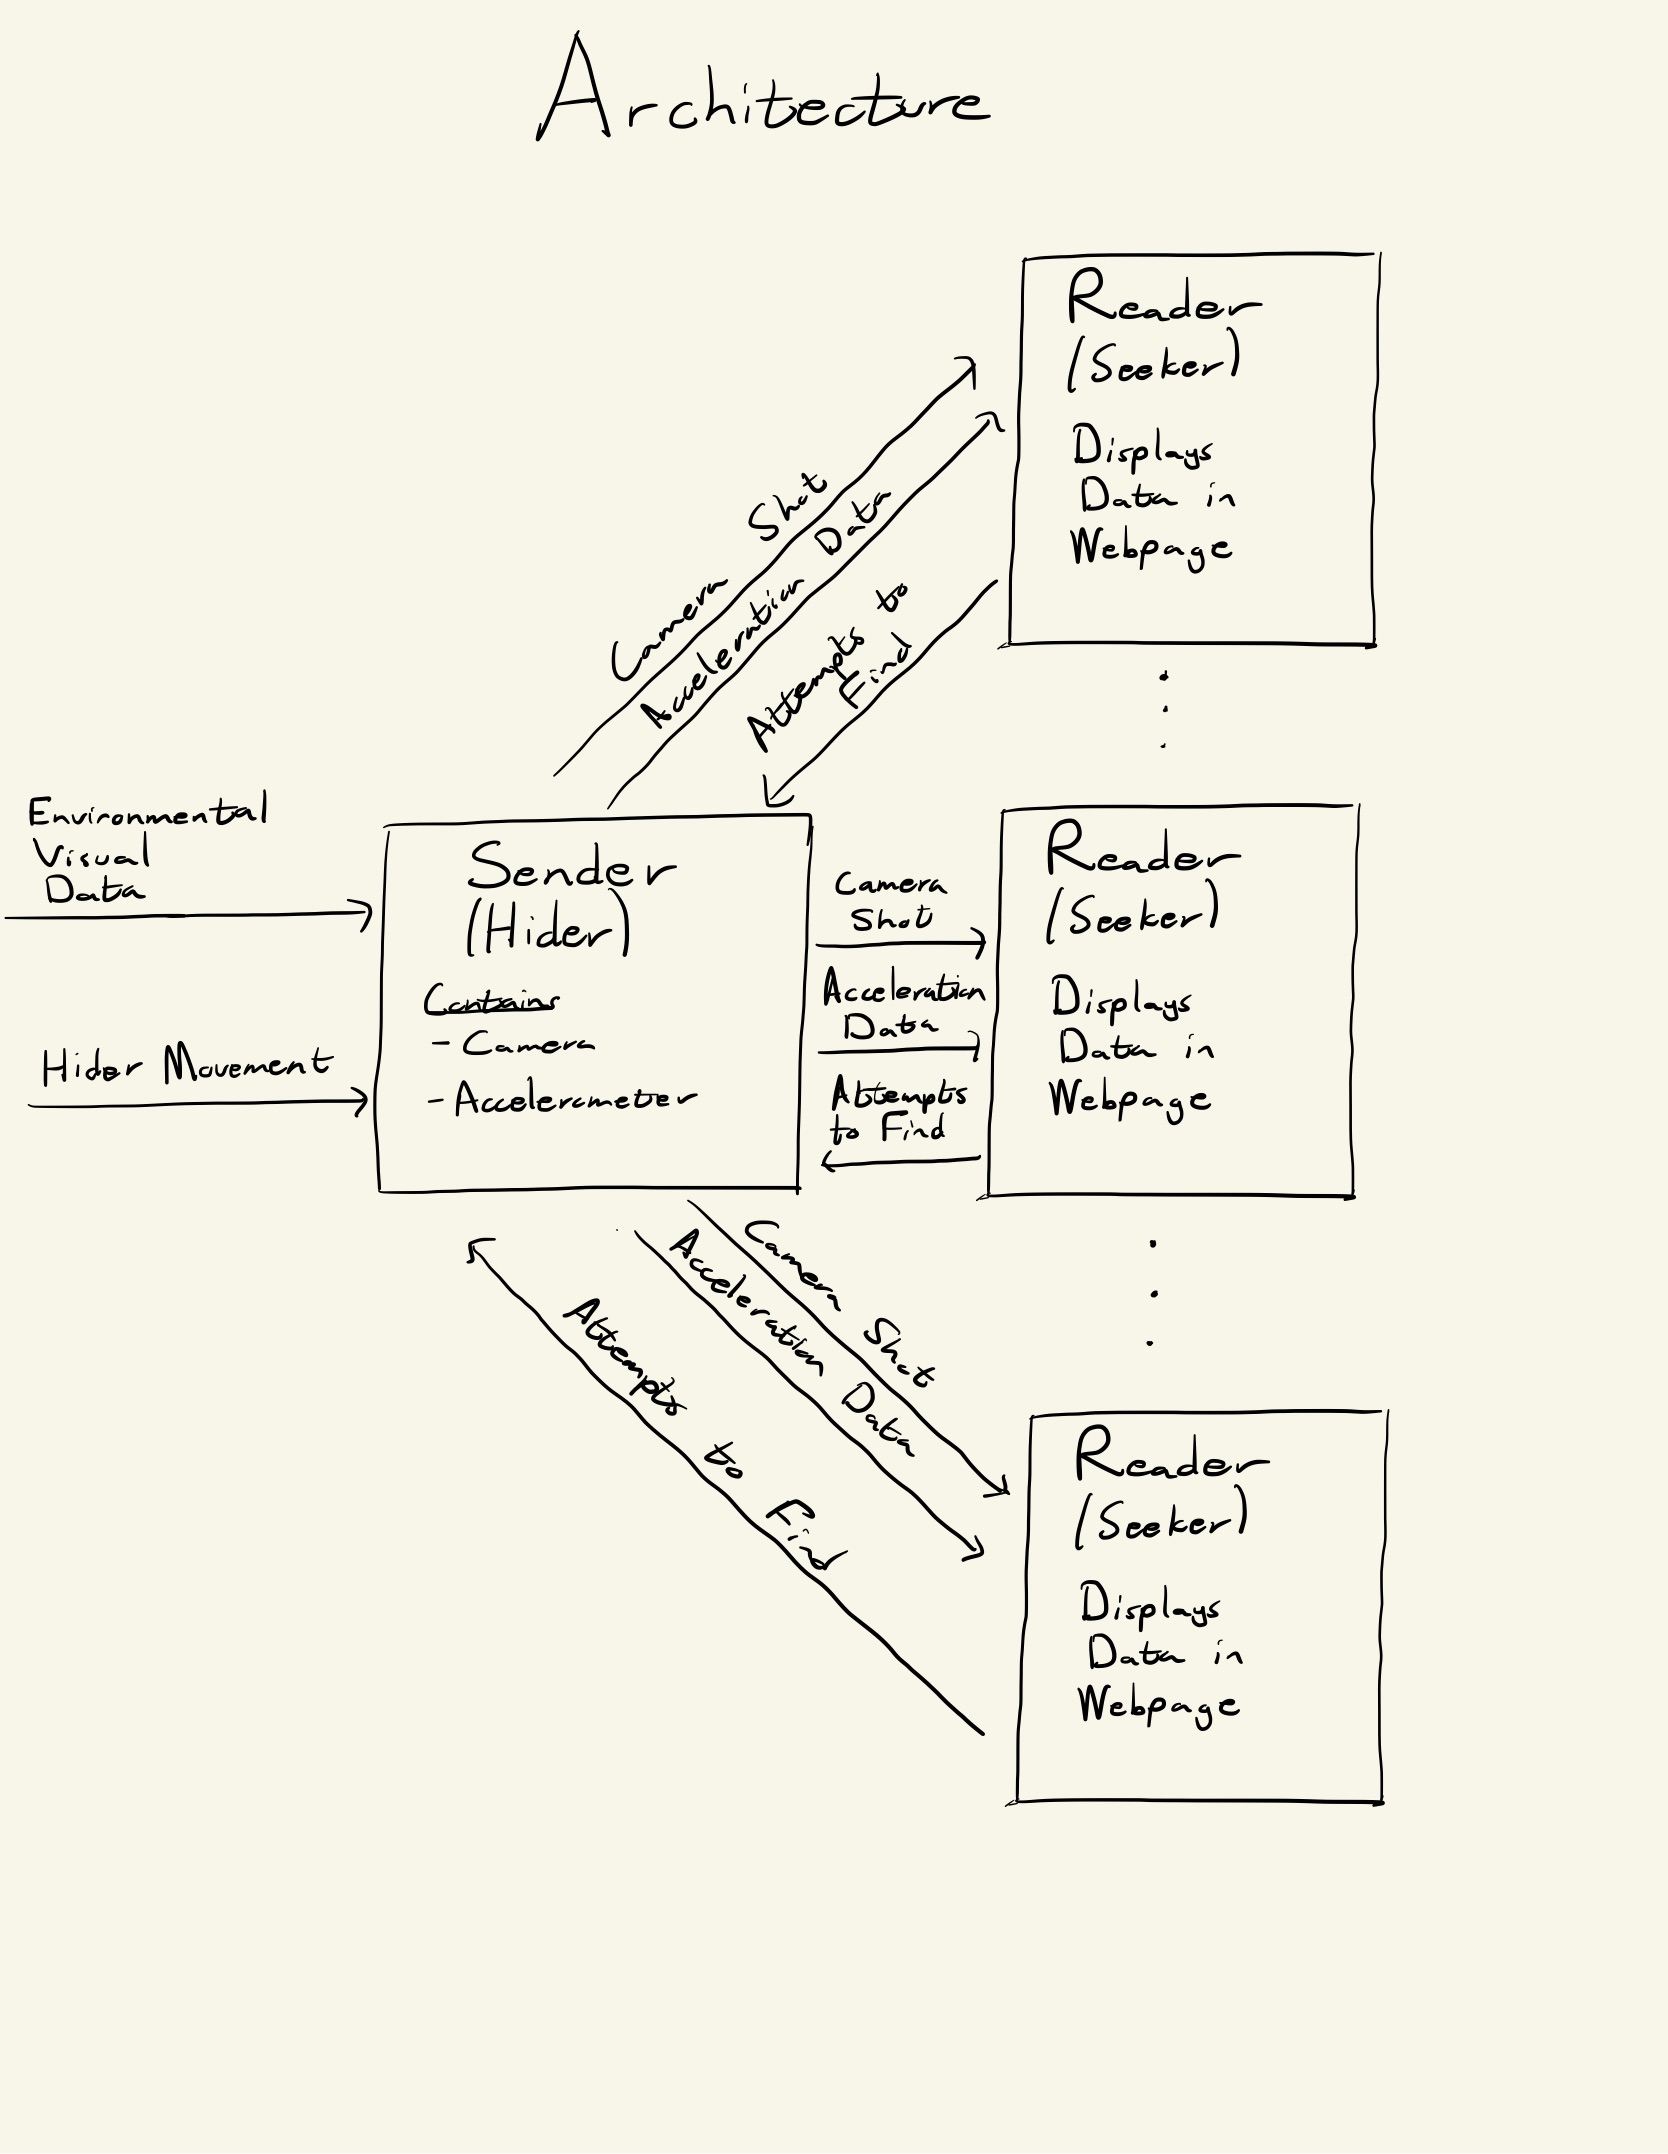 Architecture
Reader
(Seeker)
Displays
Data in
Webpage
Camera Shot
Acceleration Data
Attempts to
Find
Environmental
Visual
Data
Hider Movement
Sender
(Hider)
Contains
- Camera
- Accelerometer
Camera
Shot
Acceleration
Data
Attempts
to Find
Reader
(Seeker)
Displays
Data in
Webpage
Camera Shot
Acceleration Data
Attempts to Find
Reader
(Seeker)
Displays
Data in
Webpage